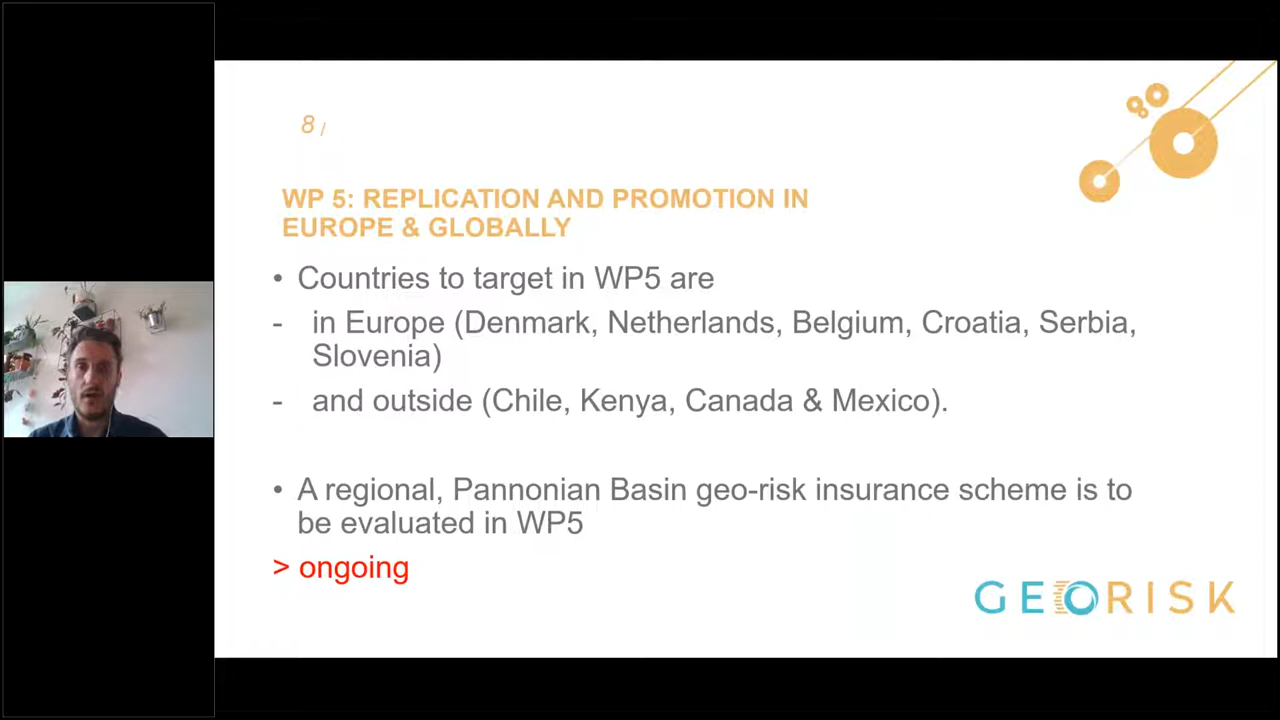 8 /
WP 5: REPLICATION AND PROMOTION IN
EUROPE & GLOBALLY
• Countries to target in WP5 are
- in Europe (Denmark, Netherlands, Belgium, Croatia, Serbia,
Slovenia)
- and outside (Chile, Kenya, Canada & Mexico).
• A regional, Pannonian Basin geo-risk insurance scheme is to
be evaluated in WP5
> ongoing
GEORISK